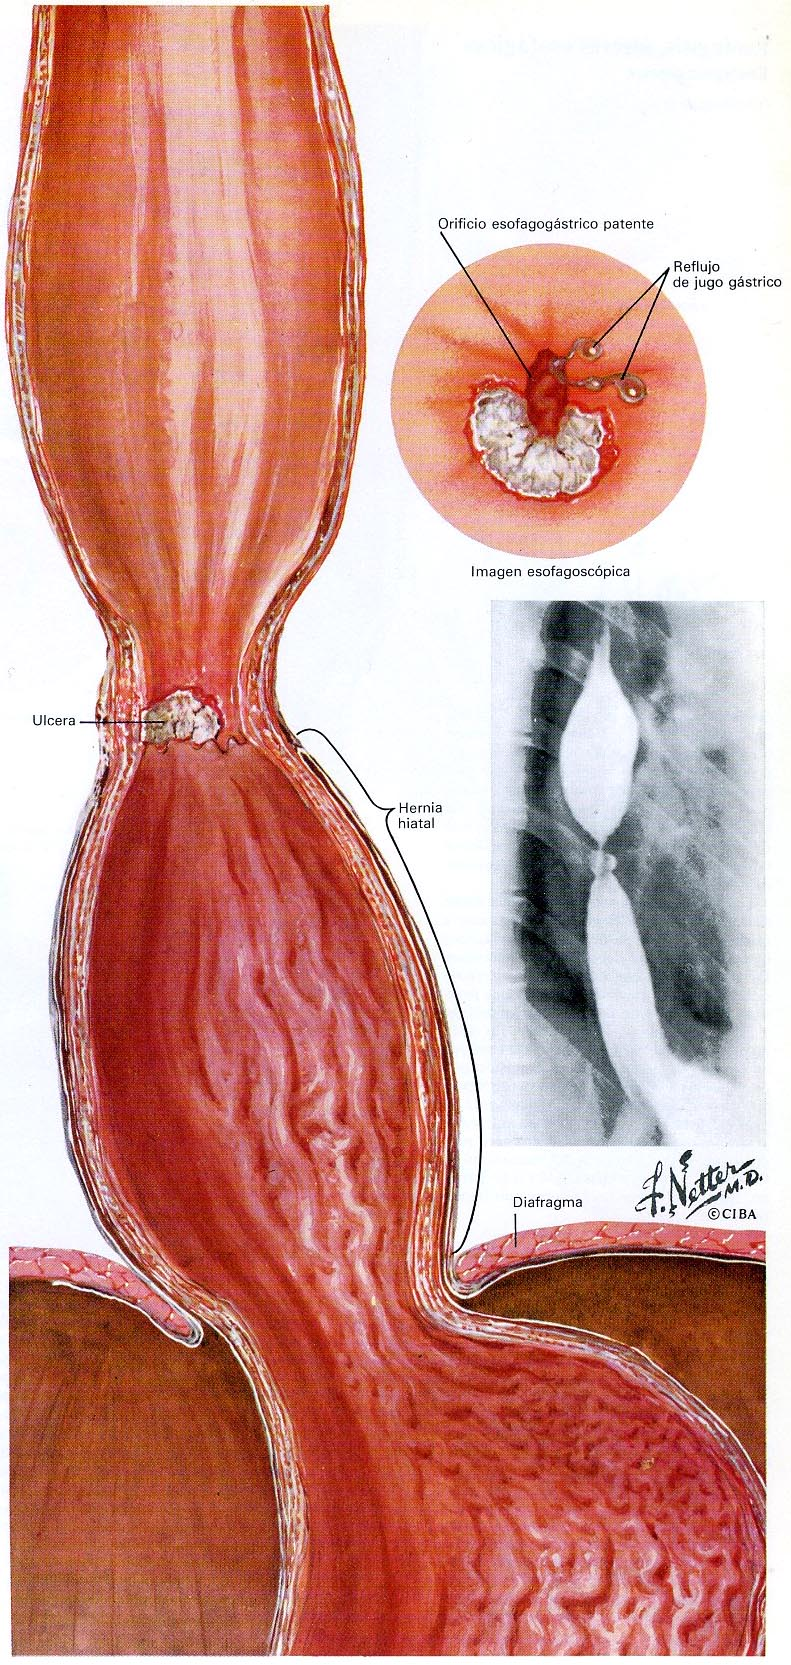 Orificio esofagogástrico patente
Reflujo
de jugo gástrico
Imagen esofagoscópica
Ulcera
Hernia
hiatal
F. Netter
M.D.
©CIBA
Diafragma